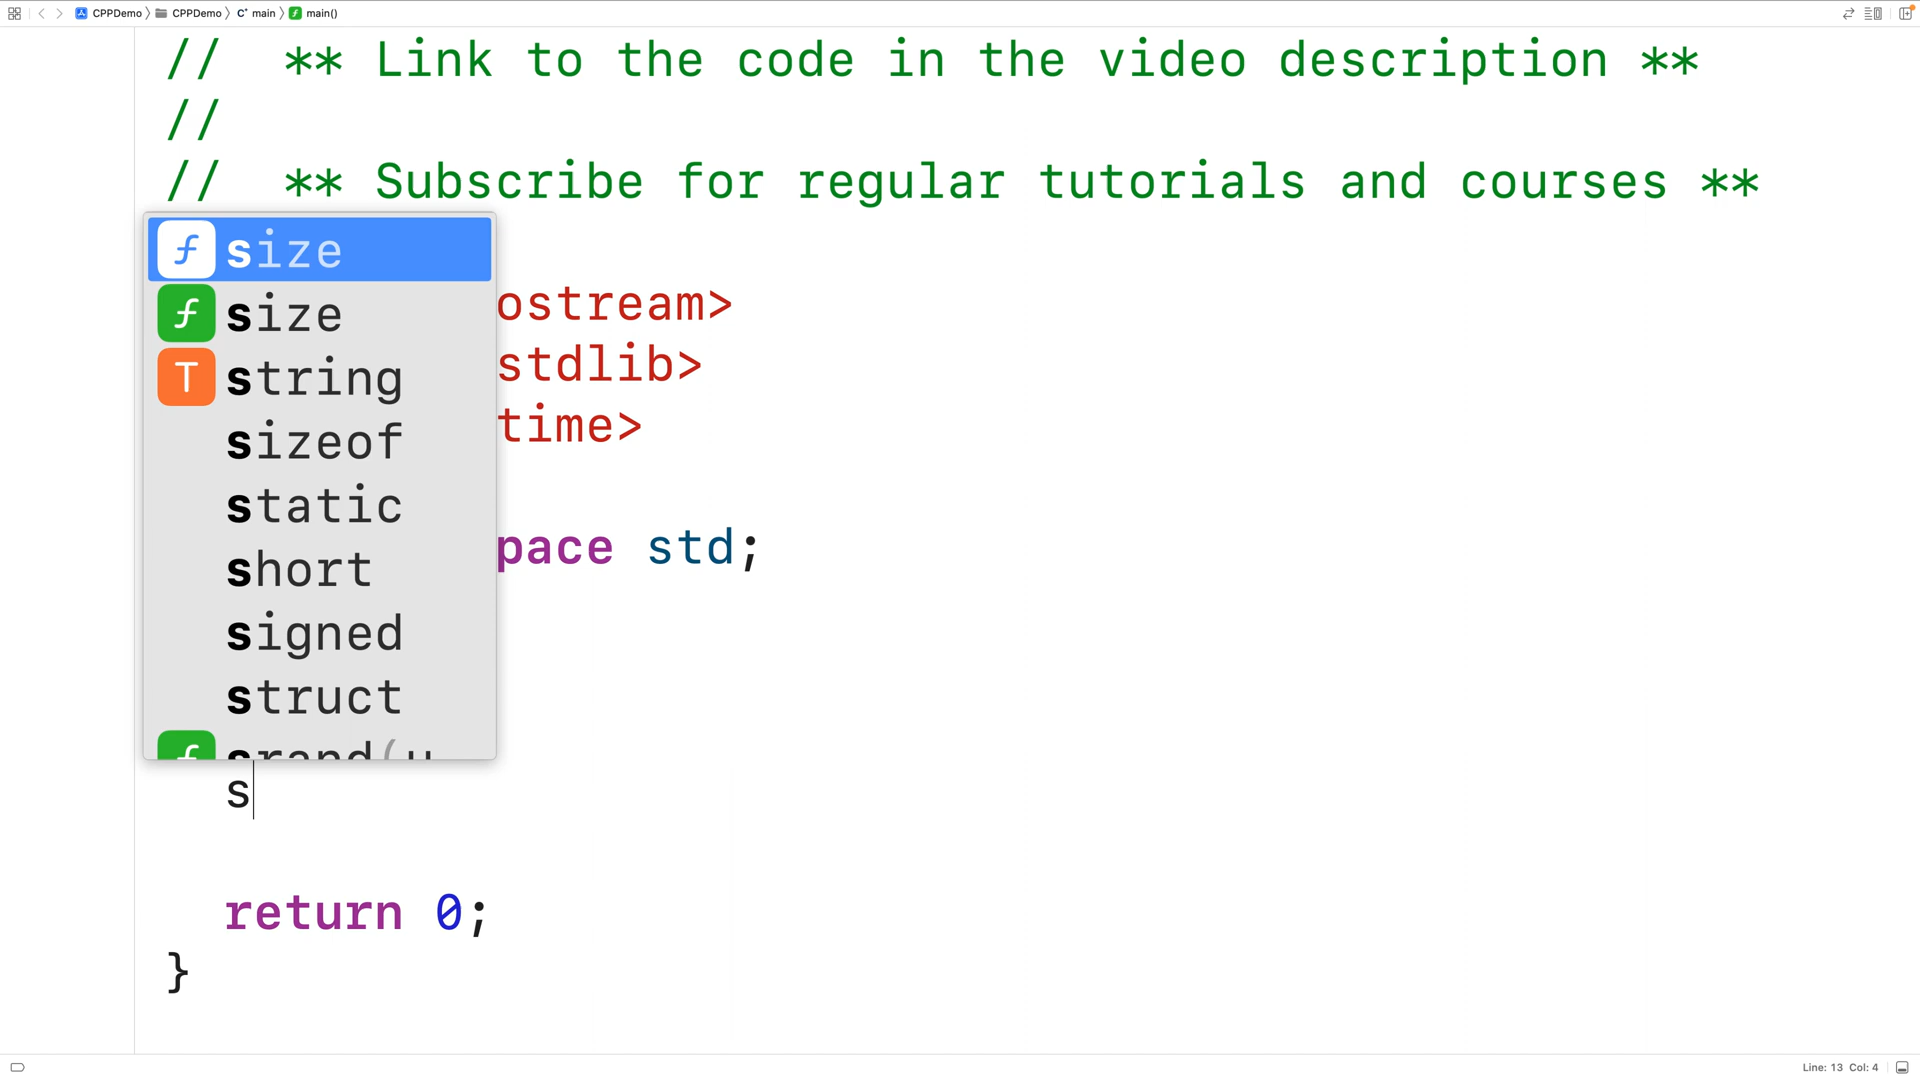 CPPDemo CPPDemo C+ main f main()
// ** Link to the code in the video description **
//
// ** Subscribe for regular tutorials and courses **
f size
f size
ostream>
T string
stdlib>
time>
sizeof
static
pace std;
short
signed
struct
f srand(u
s
return 0;
}
Line: 13 Col: 4